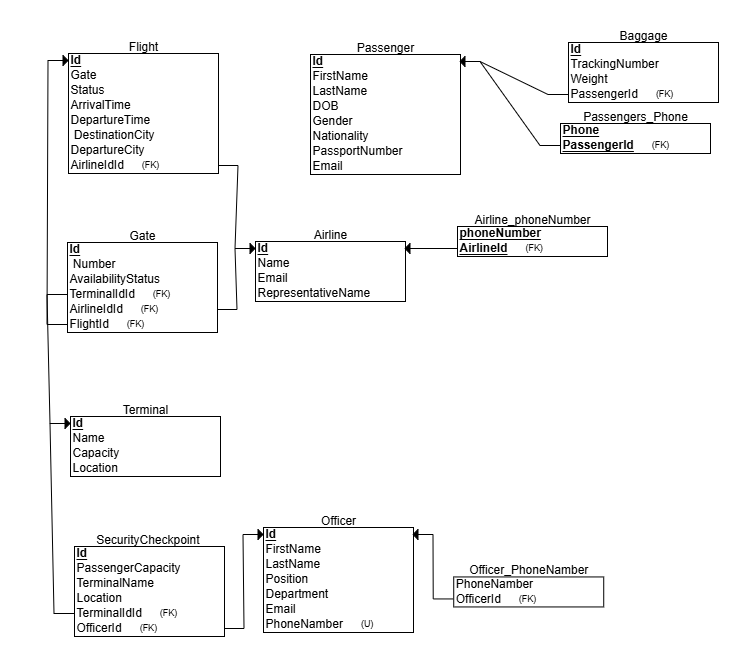 Flight
Id
Gate
Status
ArrivalTime
DepartureTime
DestinationCity
DepartureCity
AirlineIdId (FK)
Passenger
Id
FirstName
LastName
DOB
Gender
Nationality
PassportNumber
Email
Baggage
Id
TrackingNumber
Weight
PassengerId (FK)
Passengers_Phone
Phone
PassengerId (FK)
Gate
Id
Number
AvailabilityStatus
TerminalIdId (FK)
AirlineIdId (FK)
FlightId (FK)
Airline
Id
Name
Email
RepresentativeName
Airline_phoneNumber
phoneNumber
AirlineId (FK)
Terminal
Id
Name
Capacity
Location
SecurityCheckpoint
Id
PassengerCapacity
TerminalName
Location
TerminalIdId (FK)
OfficerId (FK)
Officer
Id
FirstName
LastName
Position
Department
Email
PhoneNamber (U)
Officer_PhoneNamber
PhoneNamber
OfficerId (FK)